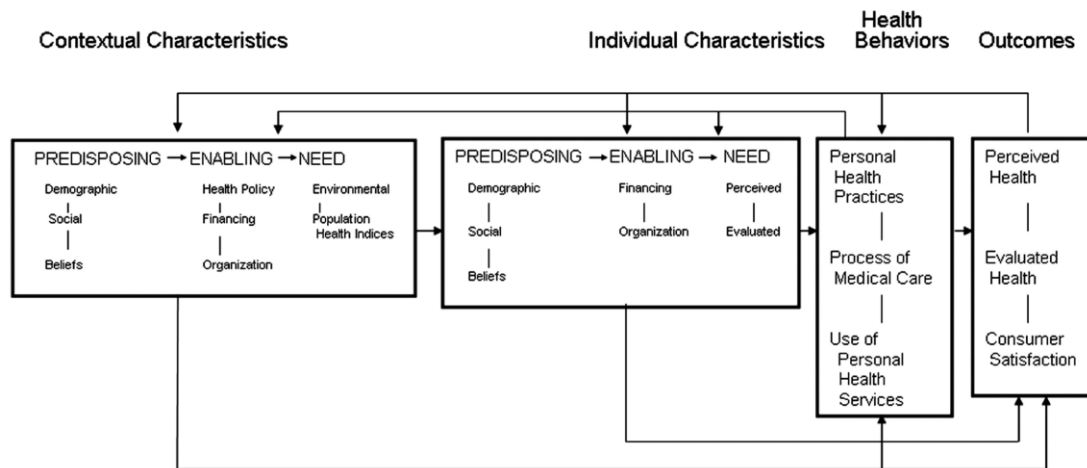 Contextual Characteristics
Individual Characteristics
Health
Behaviors
Outcomes
PREDISPOSING
ENABLING
NEED
Demographic
Social
Beliefs
Health Policy
Financing
Organization
Environmental
Population
Health Indices
PREDISPOSING
ENABLING
NEED
Demographic
Social
Beliefs
Financing
Organization
Perceived
Evaluated
Personal
Health
Practices
Process of
Medical Care
Use of
Personal
Health
Services
Perceived
Health
Evaluated
Health
Consumer
Satisfaction